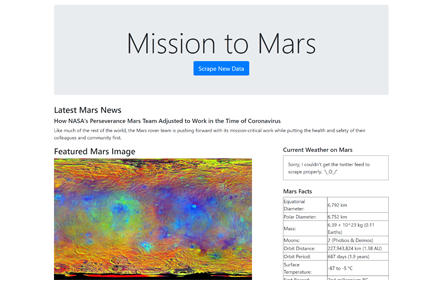 Mission to Mars
Scrape New Data
Latest Mars News
How NASA's Perseverance Mars Team Adjusted to Work in the Time of Coronavirus
Like much of the rest of the world, the Mars rover team is pushing forward with its mission-critical work while putting the health and safety of their
colleagues and community first.
Featured Mars Image
Current Weather on Mars
Sorry, I couldn't get the twitter feed to
scrape properly. ¯\_O_/¯
Mars Facts
Equatorial
Diameter: 6,792 km
Polar Diameter: 6,752 km
Mass: 6.39 × 10^23 kg (0.11
Earths)
Moons: 2 (Phobos & Deimos)
Orbit Distance: 227,943,824 km (1.38 AU)
Orbit Period: 687 days (1.9 years)
Surface
Temperature: -87 to -5 °C